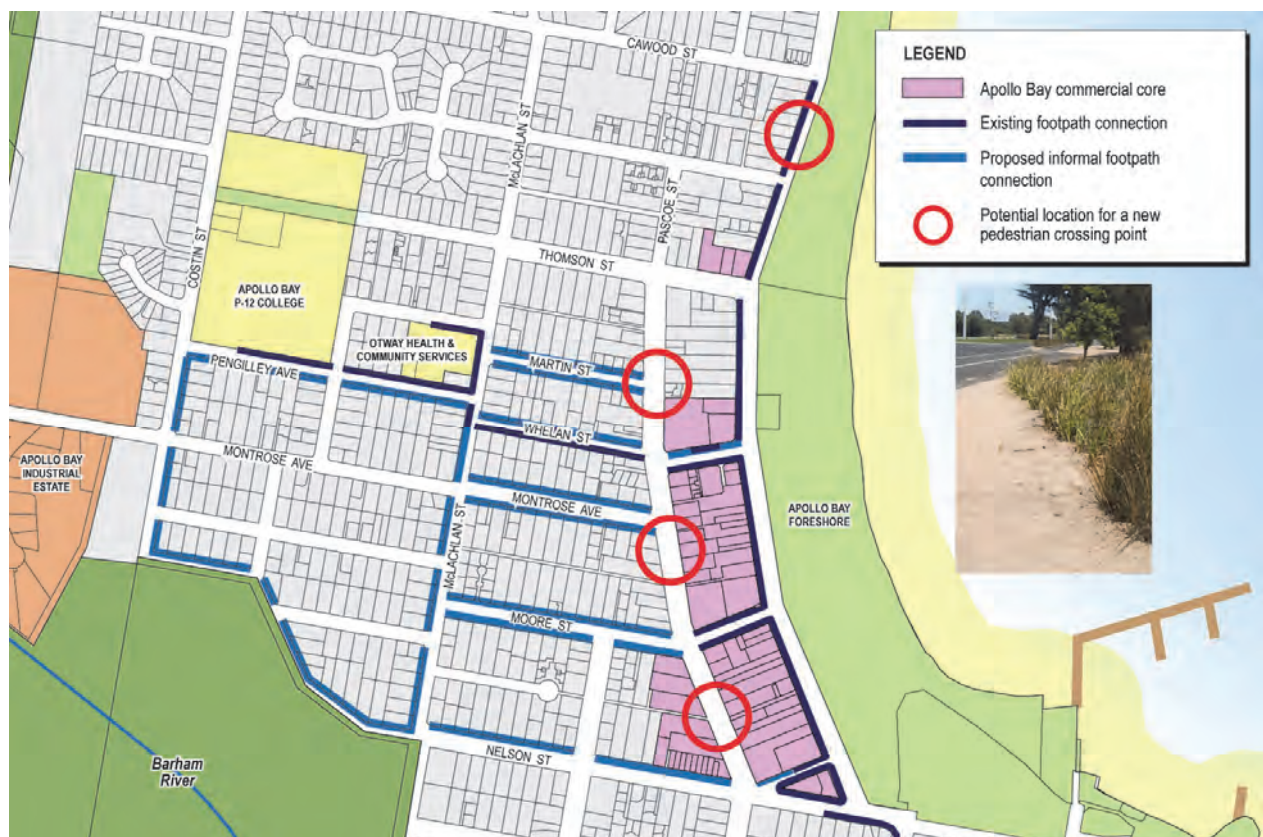 CAWOOD ST
LEGEND
Apollo Bay commercial core
Existing footpath connection
Proposed informal footpath
connection
Potential location for a new
pedestrian crossing point
McLACHLAN ST
PASCOE ST
COSTIN ST
THOMSON ST
APOLLO BAY
P-12 COLLEGE
OTWAY HEALTH &
COMMUNITY SERVICES
MARTIN ST
PENGILLEY AVE
WHELAN ST
APOLLO BAY
INDUSTRIAL
ESTATE
MONTROSE AVE
MONTROSE AVE
APOLLO BAY
FORESHORE
McLACHLAN ST
MOORE ST
NELSON ST
Barham
River